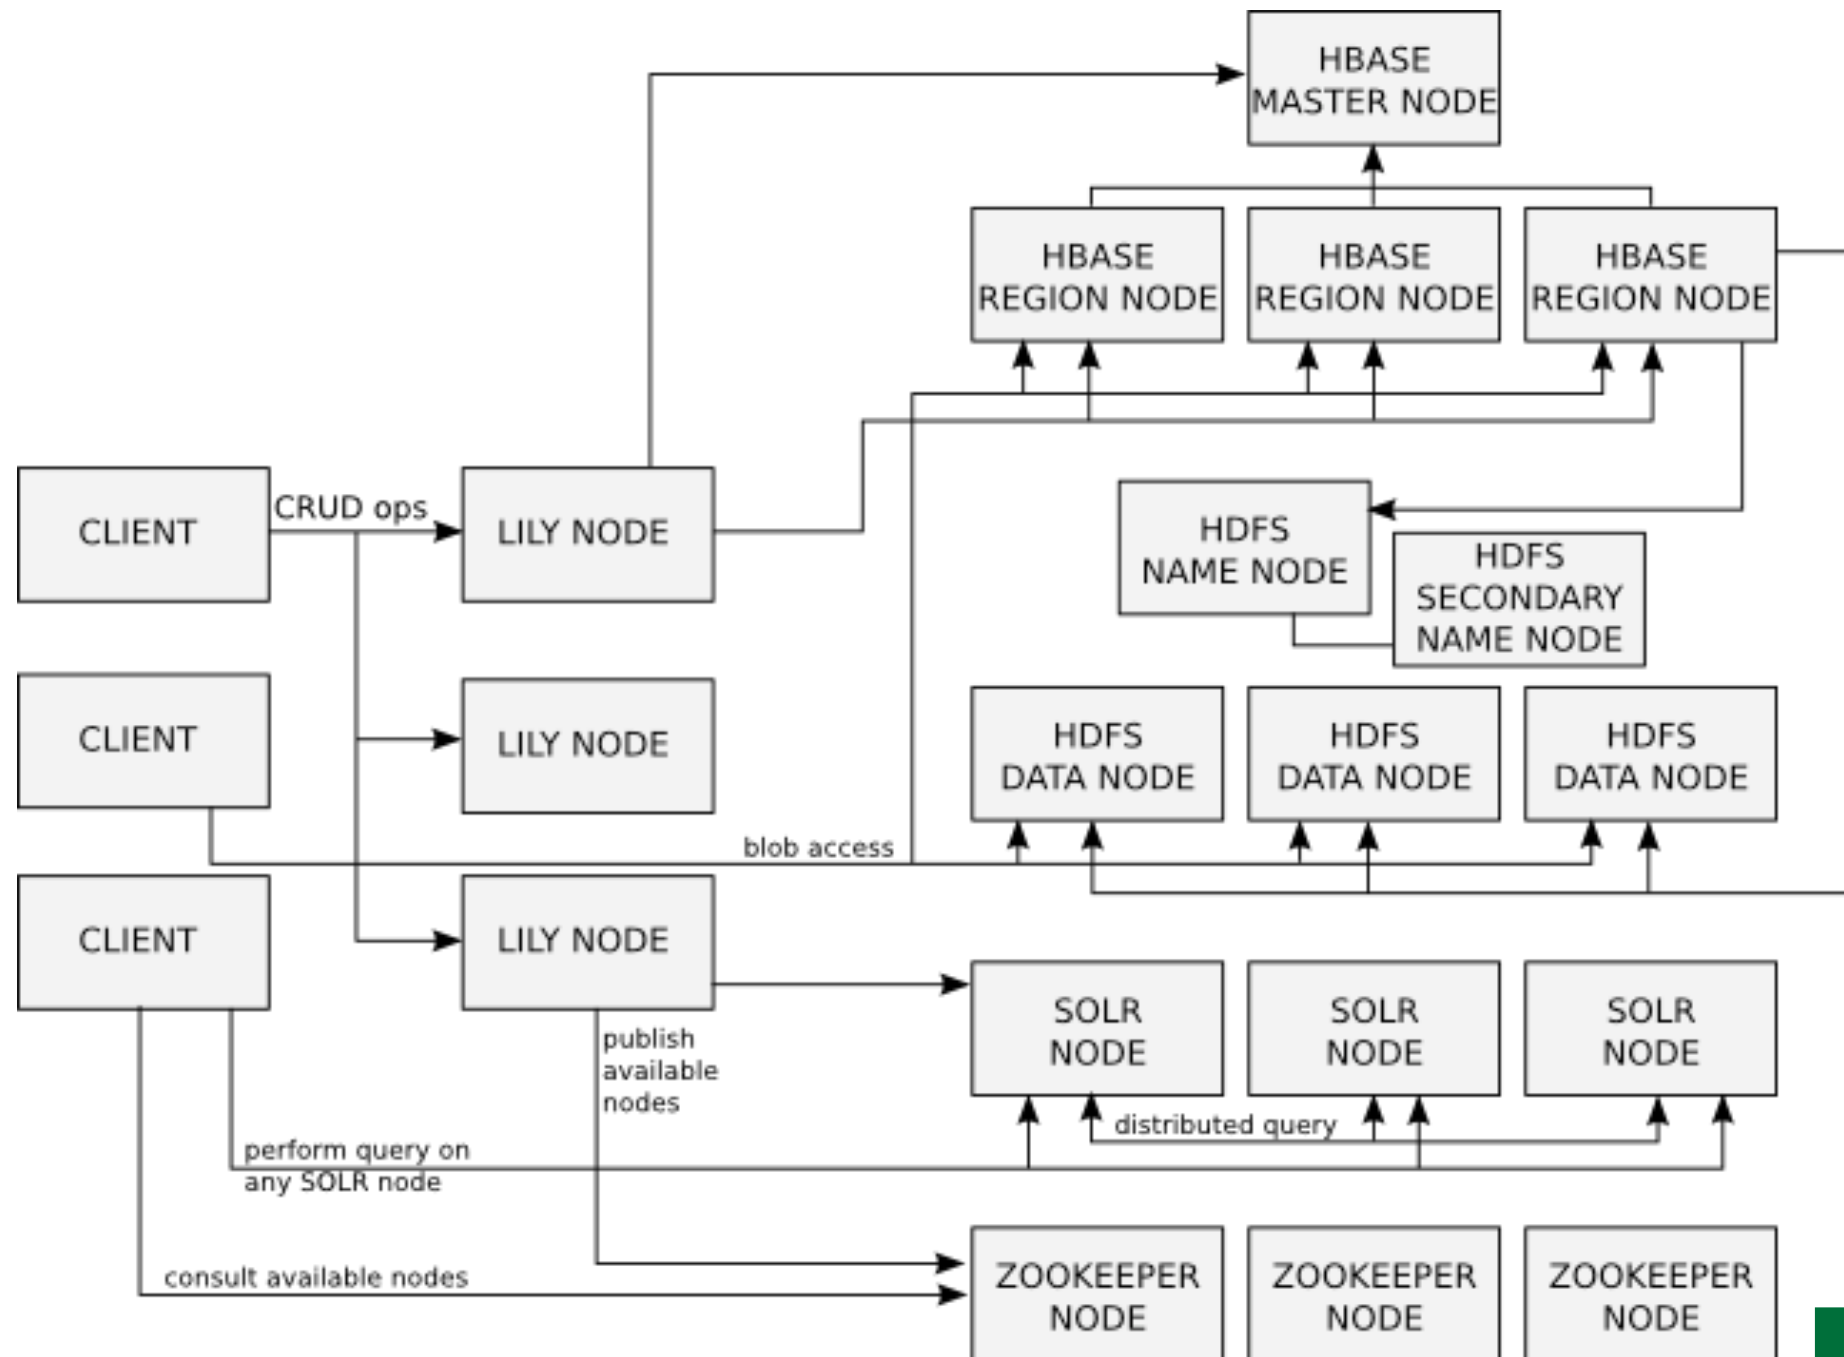 HBASE
MASTER NODE
HBASE
REGION NODE
HBASE
REGION NODE
HBASE
REGION NODE
CLIENT
CRUD ops
LILY NODE
HDFS
NAME NODE
HDFS
SECONDARY
NAME NODE
CLIENT
LILY NODE
HDFS
DATA NODE
HDFS
DATA NODE
HDFS
DATA NODE
blob access
CLIENT
LILY NODE
SOLR
NODE
SOLR
NODE
SOLR
NODE
publish
available
nodes
distributed query
perform query on
any SOLR node
consult available nodes
ZOOKEEPER
NODE
ZOOKEEPER
NODE
ZOOKEEPER
NODE